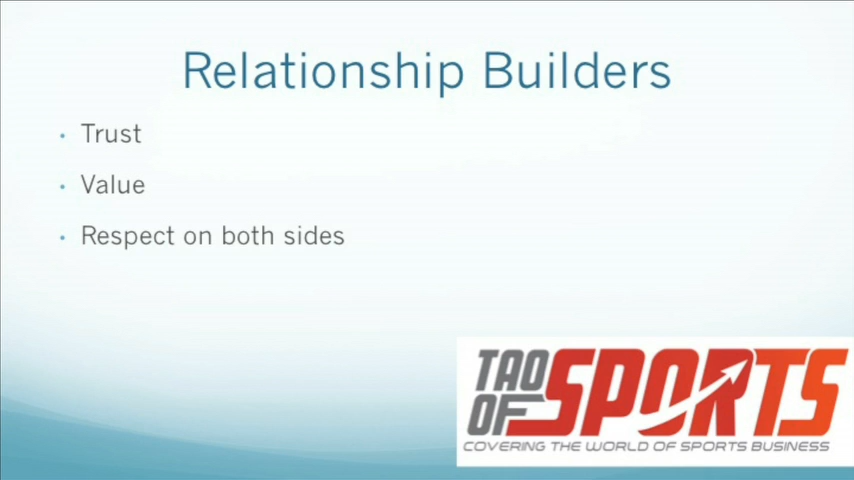 Relationship Builders
• Trust
• Value
• Respect on both sides
TAO
OF
SPORTS
COVERING THE WORLD OF SPORTS BUSINESS